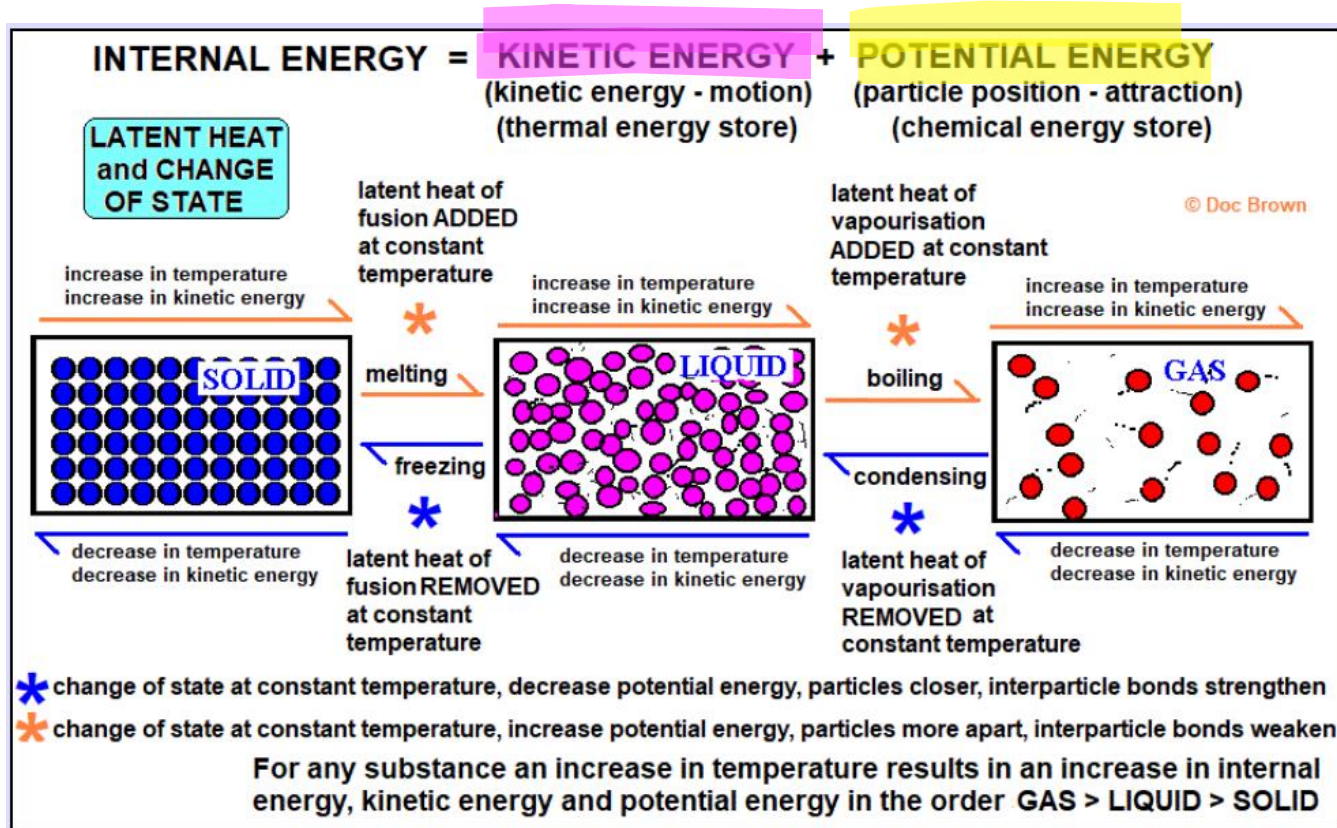 INTERNAL ENERGY = KINETIC ENERGY + POTENTIAL ENERGY
(kinetic energy - motion) (particle position - attraction)
(thermal energy store) (chemical energy store)
LATENT HEAT
and CHANGE
OF STATE
latent heat of
fusion ADDED
at constant
temperature
latent heat of
vapourisation
ADDED at constant
temperature
© Doc Brown
increase in temperature
increase in kinetic energy
increase in temperature
increase in kinetic energy
increase in temperature
increase in kinetic energy
SOLID
melting
LIQUID
boiling
GAS
freezing
condensing
decrease in temperature
decrease in kinetic energy
latent heat of
fusion REMOVED
at constant
temperature
decrease in temperature
decrease in kinetic energy
latent heat of
vapourisation
REMOVED at
constant temperature
decrease in temperature
decrease in kinetic energy
* change of state at constant temperature, decrease potential energy, particles closer, interparticle bonds strengthen
* change of state at constant temperature, increase potential energy, particles more apart, interparticle bonds weaken
For any substance an increase in temperature results in an increase in internal
energy, kinetic energy and potential energy in the order GAS > LIQUID > SOLID